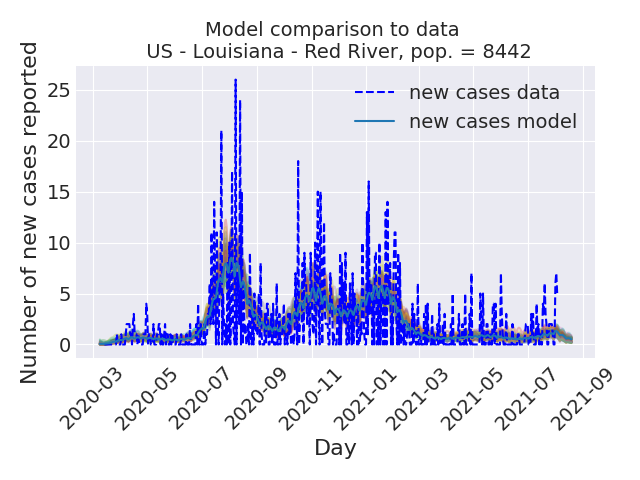 Model comparison to data
US - Louisiana - Red River, pop. = 8442
new cases data
new cases model
Number of new cases reported
25
20
15
10
5
0
2020-03
2020-05
2020-07
2020-09
2020-11
2021-01
2021-03
2021-05
2021-07
2021-09
Day